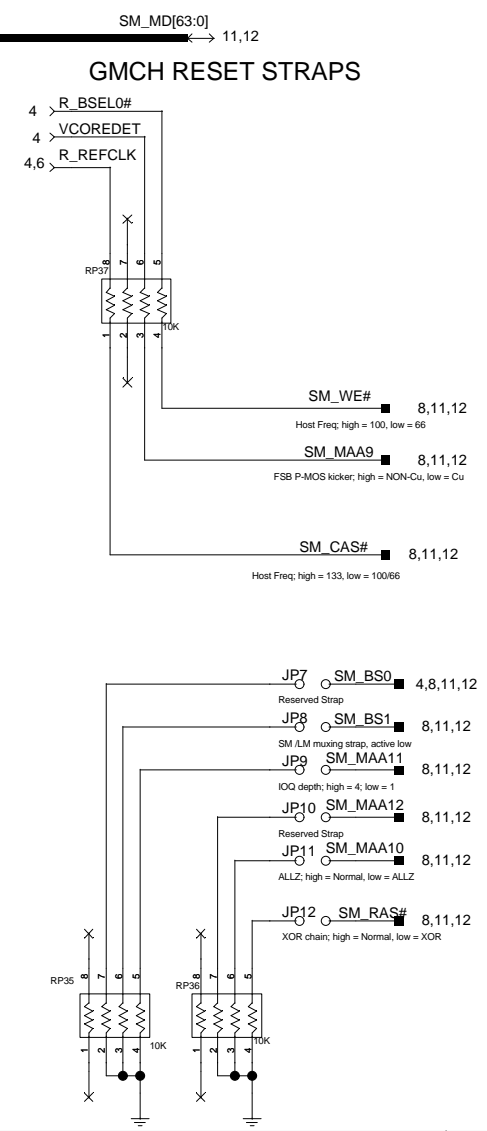 SM_MD[63:0]
11,12
GMCH RESET STRAPS
4 R_BSEL0#
4 VCOREDET
4,6 R_REFCLK
8 7 6 5
RP37
10K
1 2 3 4
SM_WE# 8,11,12
Host Freq; high = 100, low = 66
SM_MAA9 8,11,12
FSB P-MOS kicker; high = NON-Cu, low = Cu
SM_CAS# 8,11,12
Host Freq; high = 133, low = 100/66
JP7 SM_BS0 4,8,11,12
Reserved Strap
JP8 SM_BS1 8,11,12
SM /LM muxing strap, active low
JP9 SM_MAA11 8,11,12
IOQ depth; high = 4; low = 1
JP10 SM_MAA12 8,11,12
Reserved Strap
JP11 SM_MAA10 8,11,12
ALLZ; high = Normal, low = ALLZ
JP12 SM_RAS# 8,11,12
XOR chain; high = Normal, low = XOR
8 7 6 5 8 7 6 5
RP35 RP36
10K 10K
1 2 3 4 1 2 3 4